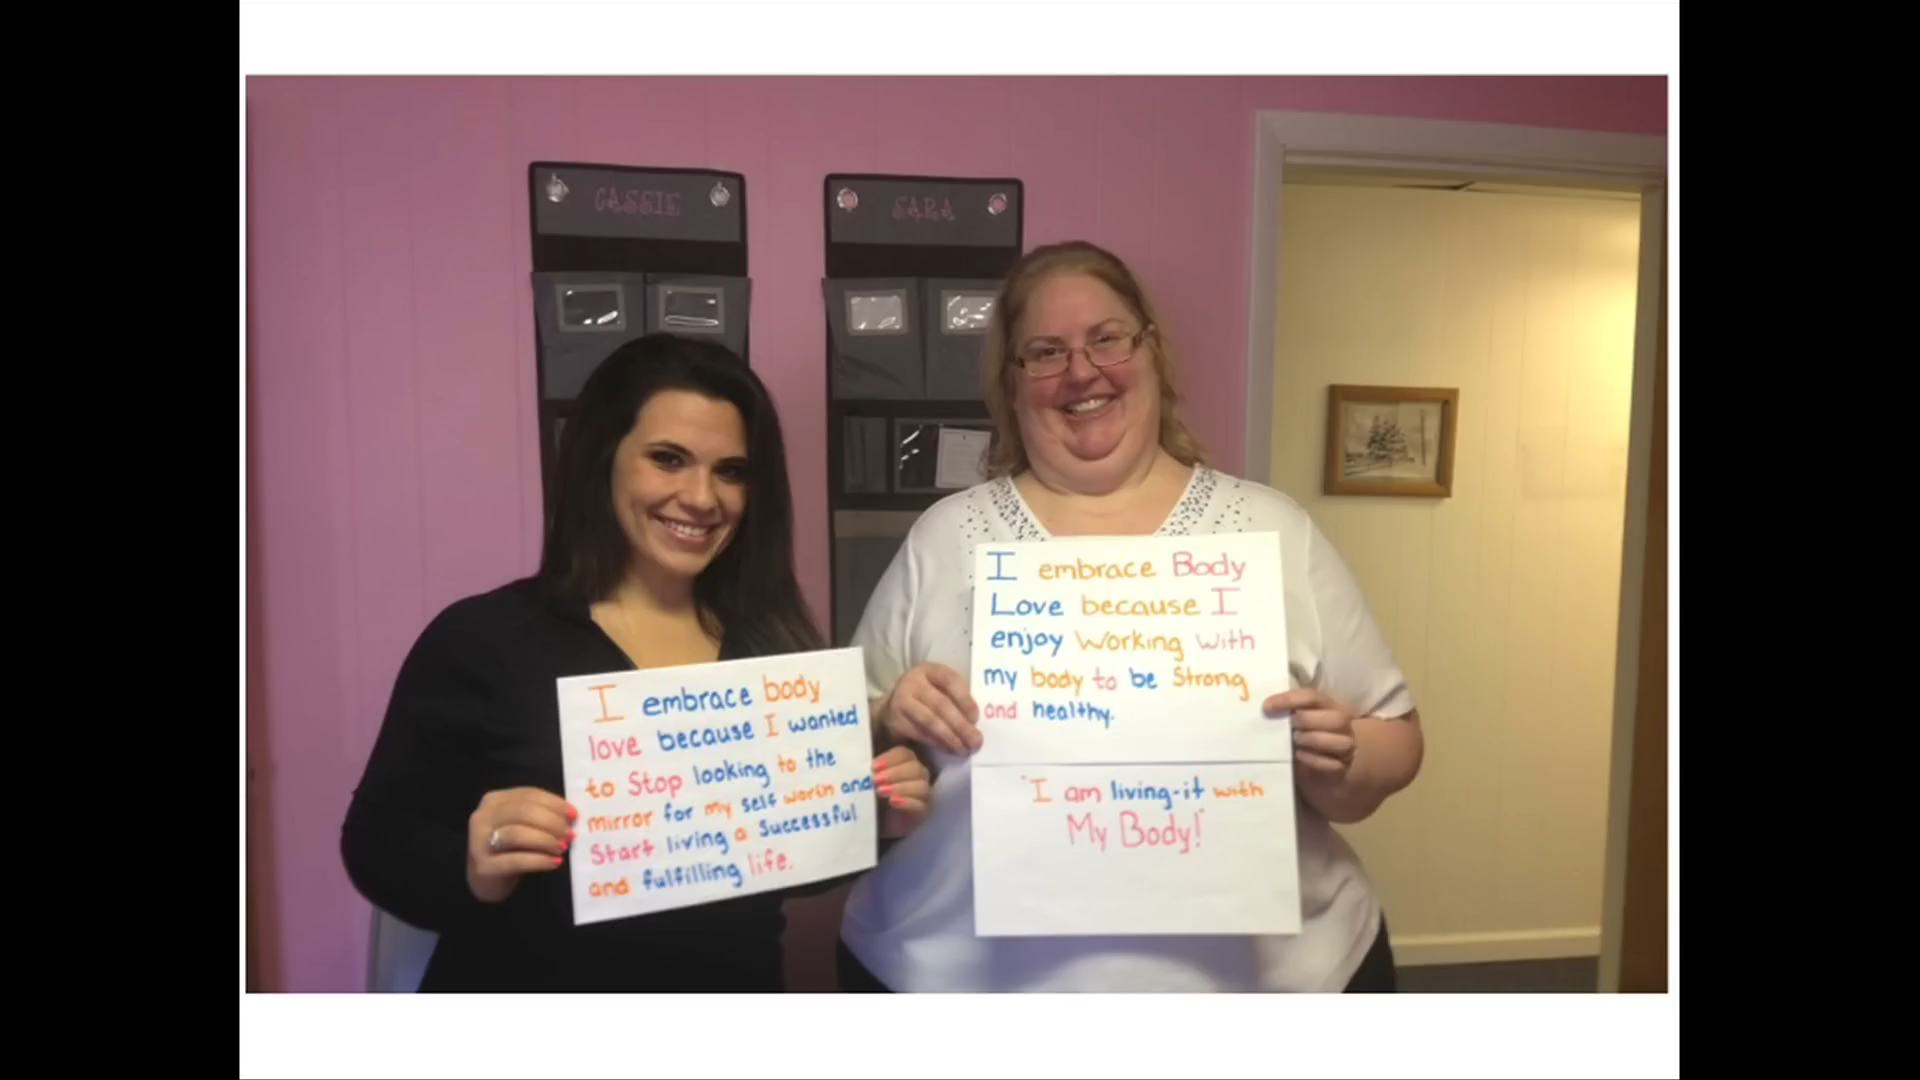 CASSIE
SARA
I embrace body
love because I wanted
to Stop looking to the
mirror for my self worth and
Start living a successful
and fulfilling life.
I embrace Body
Love because I
enjoy Working with
my body to be Strong
and healthy.
"I am living-it with
My Body!"